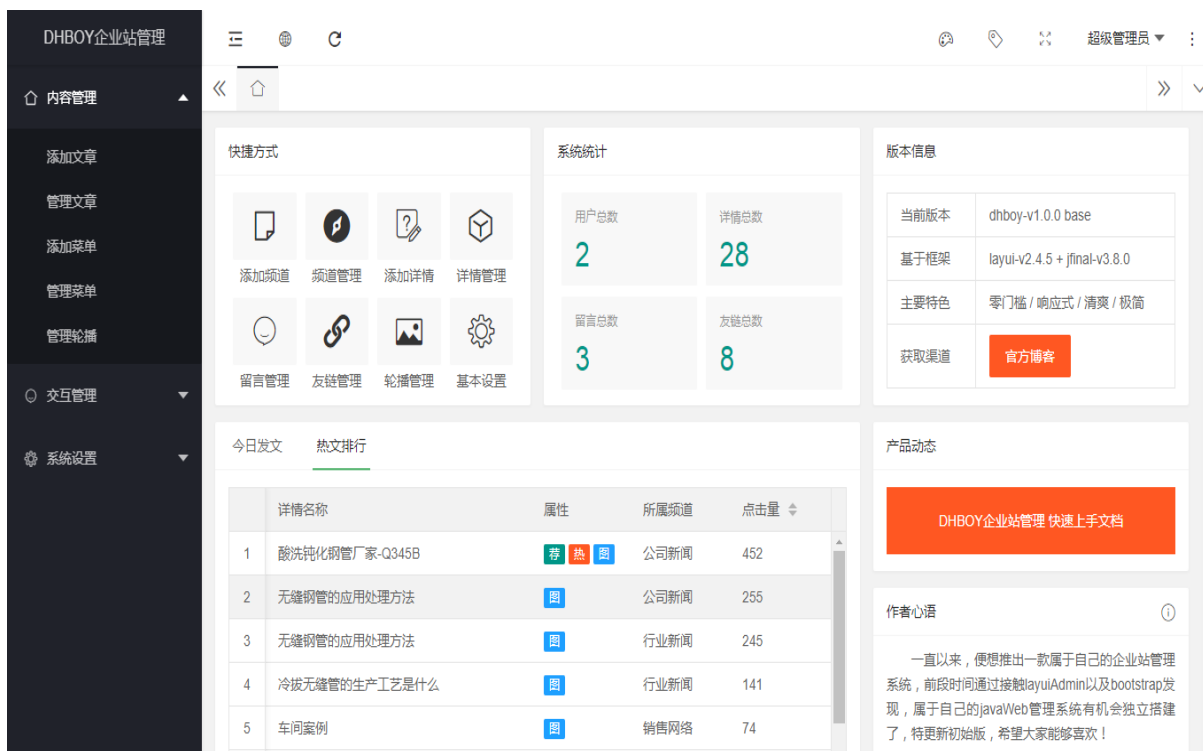 DHBOY企业站管理
超级管理员
内容管理
添加文章
管理文章
添加菜单
管理菜单
管理轮播
交互管理
系统设置
快捷方式
添加频道 频道管理 添加详情 详情管理
留言管理 友链管理 轮播管理 基本设置
系统统计
用户总数 详情总数
2 28
留言总数 友链总数
3 8
版本信息
当前版本 dhboy-v1.0.0 base
基于框架 layui-v2.4.5 + jfinal-v3.8.0
主要特色 零门槛 / 响应式 / 清爽 / 极简
获取渠道 官方博客
今日发文 热文排行
详情名称 属性 所属频道 点击量
1 酸洗钝化钢管厂家-Q345B 荐 热 图 公司新闻 452
2 无缝钢管的应用处理方法 图 公司新闻 255
3 无缝钢管的应用处理方法 图 行业新闻 245
4 冷拔无缝管的生产工艺是什么 图 行业新闻 141
5 车间案例 图 销售网络 74
产品动态
DHBOY企业站管理 快速上手文档
作者心语
一直以来，便想推出一款属于自己的企业站管理
系统，前段时间通过接触layuiAdmin以及bootstrap发
现，属于自己的javaWeb管理系统有机会独立搭建
了，特更新初始版，希望大家能够喜欢！